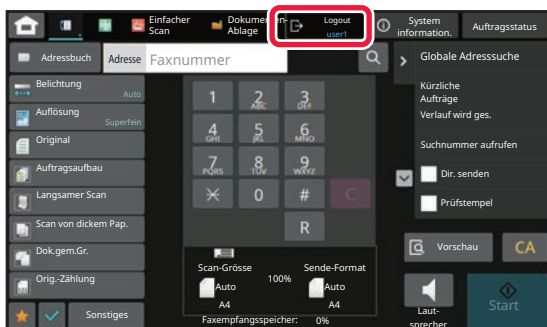 Einfacher Scan
Dokumenten-Ablage
Logout
user1
System information.
Auftragsstatus
Adressbuch
Adresse
Faxnummer
Globale Adresssuche
Belichtung
Auto
Auflösung
Superfein
Original
Auftragsaufbau
Langsamer Scan
Scan von dickem Pap.
Dok.gem.Gr.
Orig.-Zählung
Sonstiges
1
2 ABC
3 DEF
4 GHI
5 JKL
6 MNO
7 PQRS
8 TUV
9 WXYZ
0
#
C
R
Scan-Grösse
Auto
A4
100%
Sende-Format
Auto
A4
Faxempfangsspeicher: 0%
Kürzliche
Aufträge
Verlauf wird ges.
Suchnummer aufrufen
Dir. senden
Prüfstempel
Vorschau
CA
Laut-
sprecher
Start